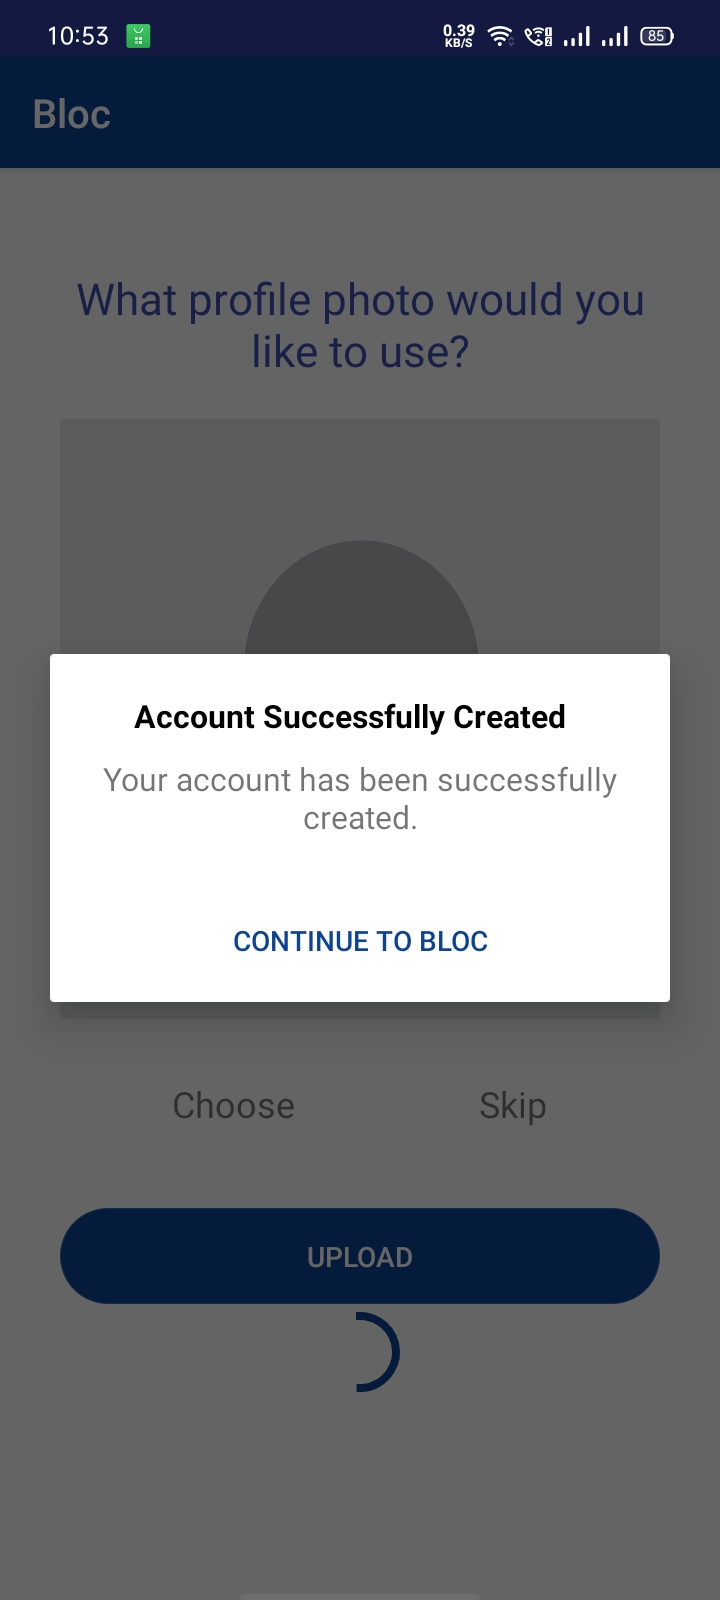 10:53
0.39
KB/S
85
Bloc
What profile photo would you
like to use?
Account Successfully Created
Your account has been successfully
created.
CONTINUE TO BLOC
Choose Skip
UPLOAD